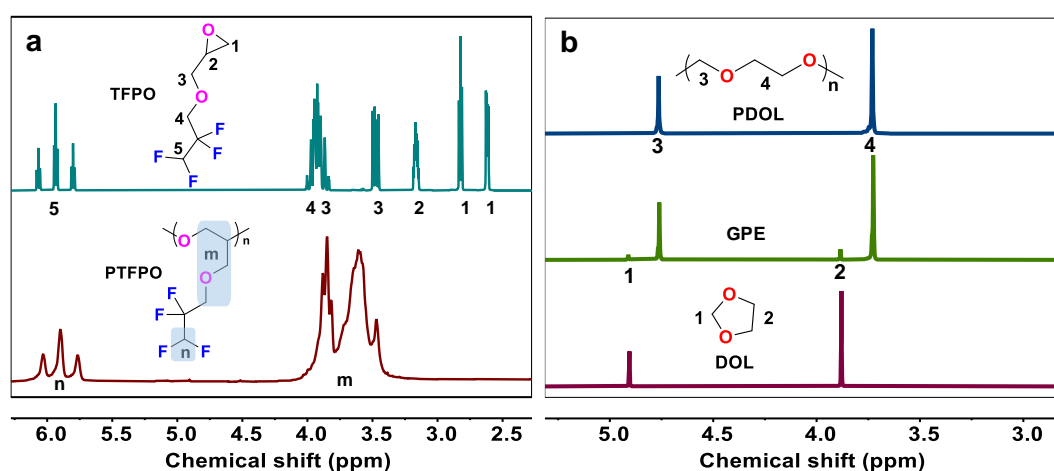 a
O
1
2
3
TFPO
O
4
F
F
5
F
F
5
4
3
3
2
1
1
( O
) n
m
PTFPO
O
F
F
F
n
F
n
m
6.0
5.5
5.0
4.5
4.0
3.5
3.0
2.5
Chemical shift (ppm)
b
( 3
O
4
O
) n
PDOL
3
4
GPE
1
2
O
1
2
O
DOL
5.0
4.5
4.0
3.5
3.0
Chemical shift (ppm)